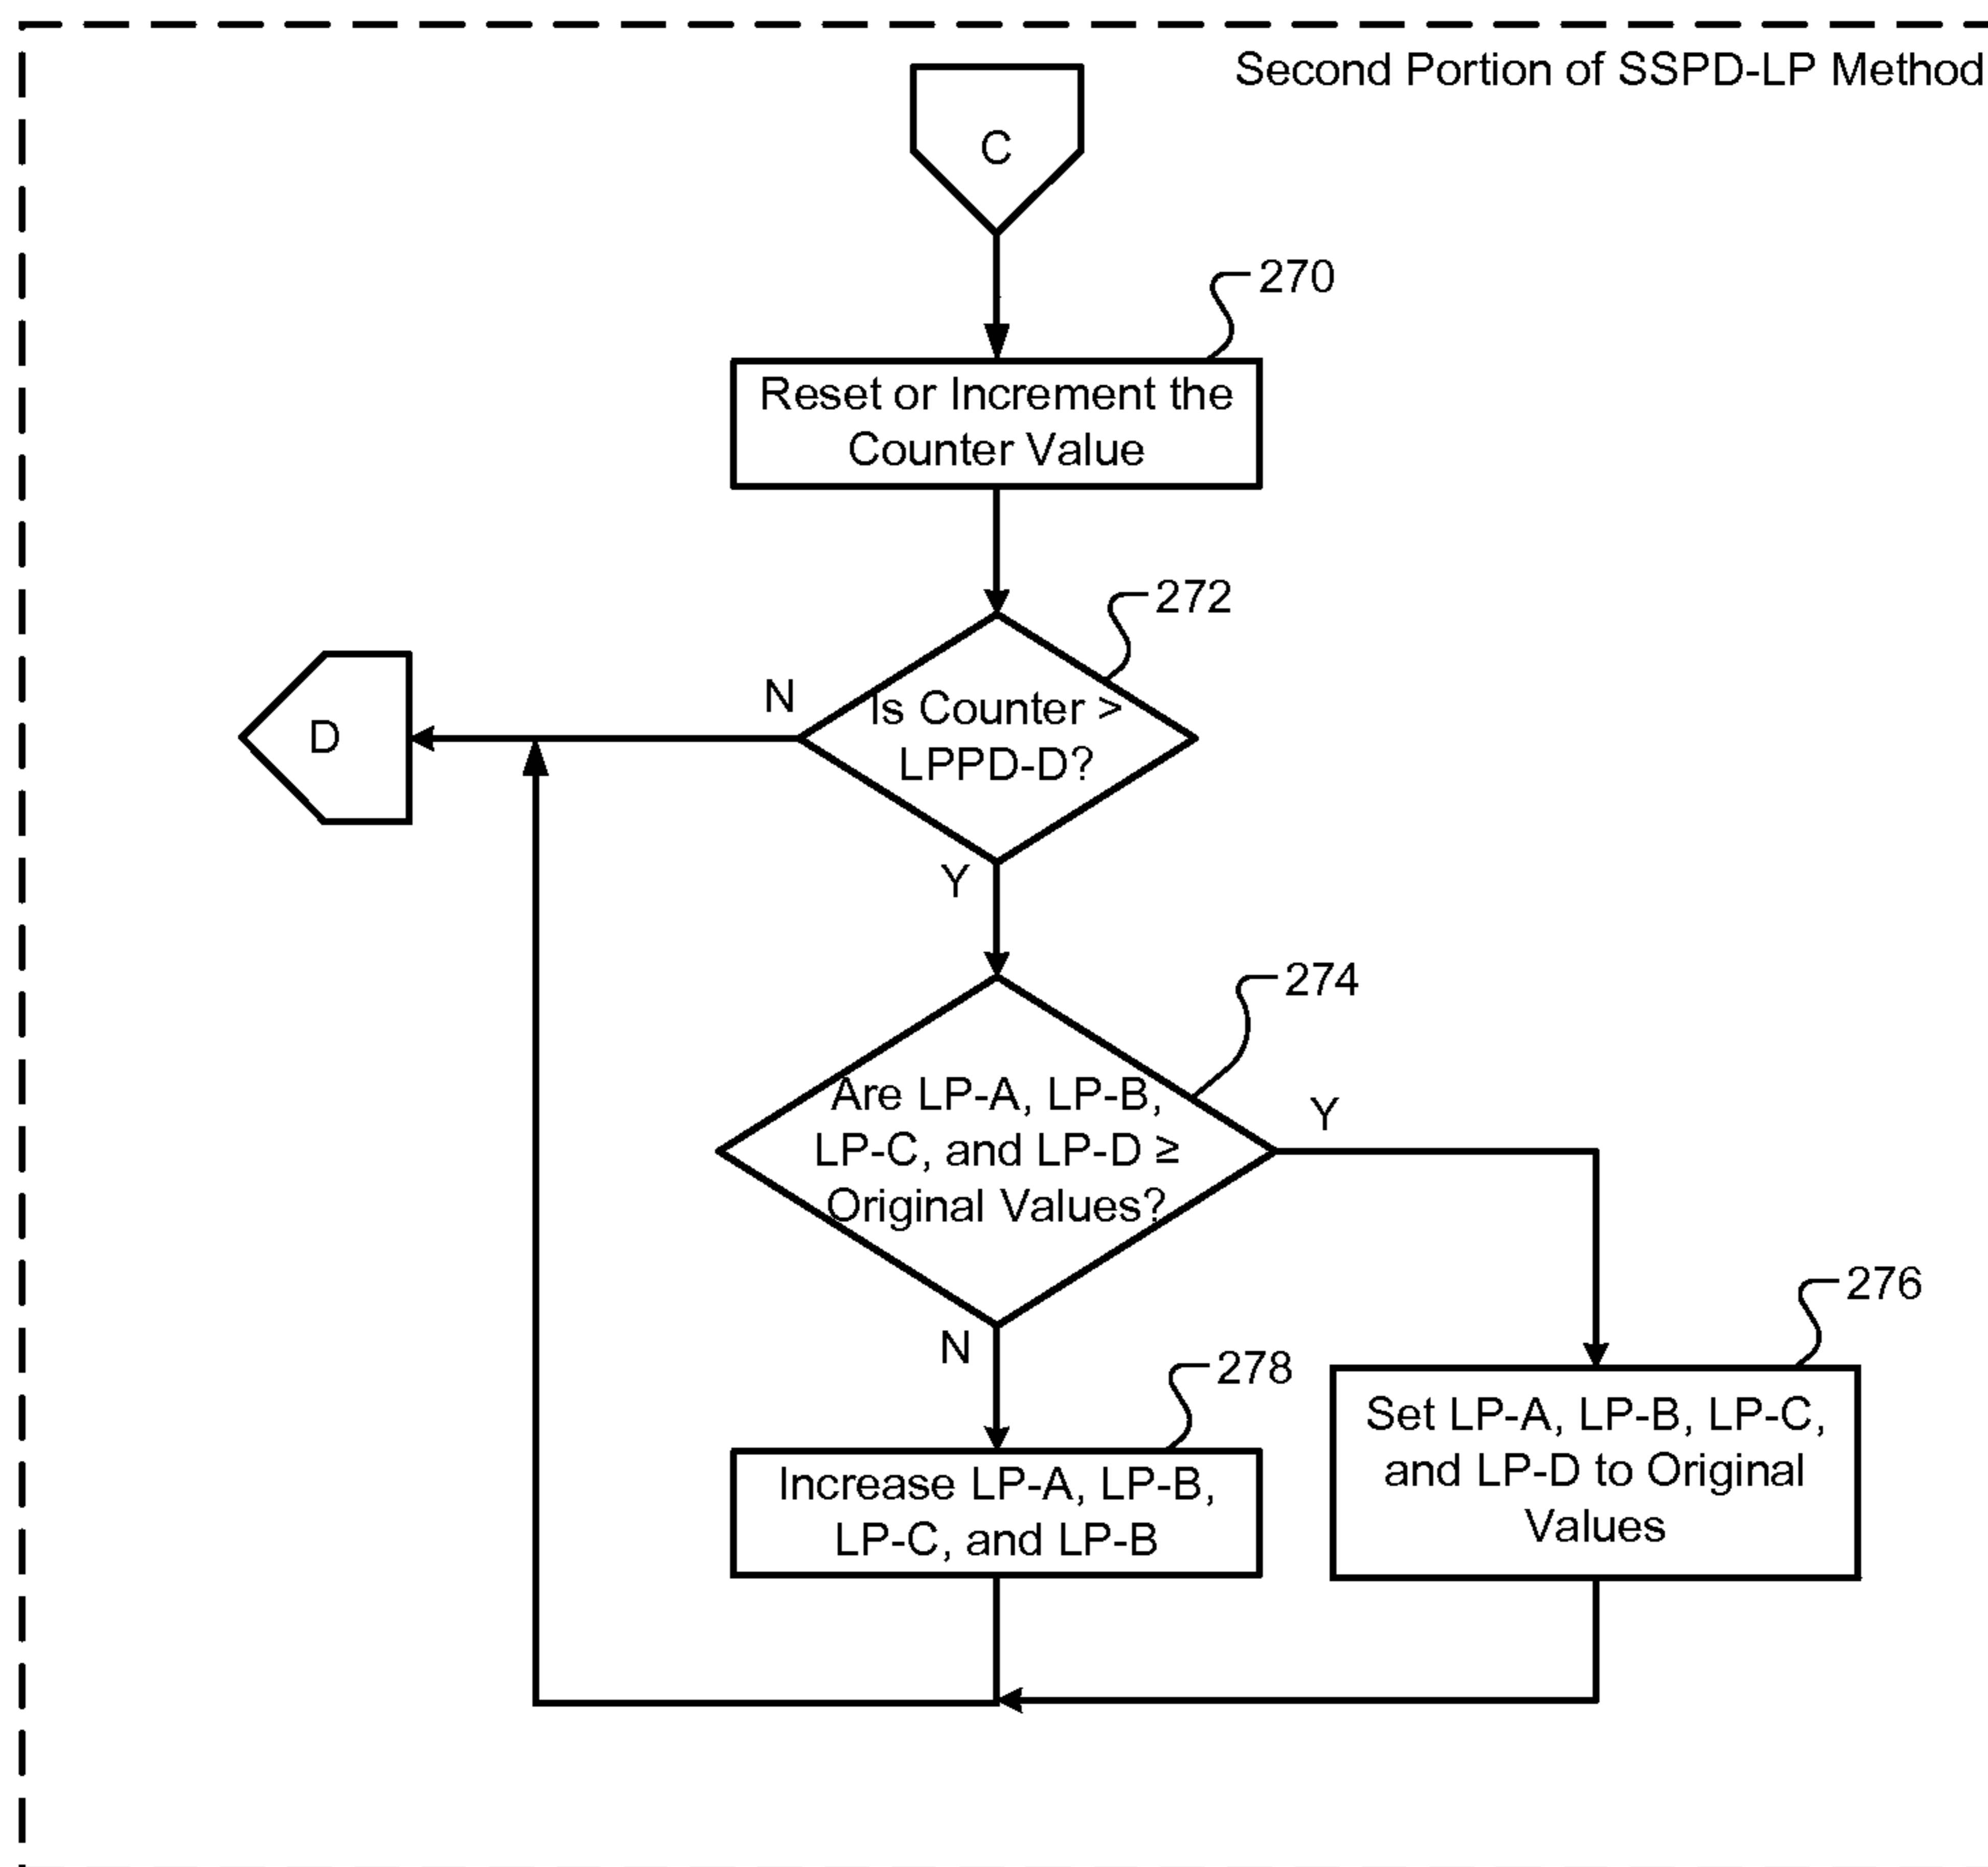 Second Portion of SSPD-LP Method
C
270
Reset or Increment the
Counter Value
272
N
Is Counter >
LPPD-D?
D
Y
274
Are LP-A, LP-B,
LP-C, and LP-D ≥
Original Values?
Y
N
276
278
Set LP-A, LP-B, LP-C,
and LP-D to Original
Values
Increase LP-A, LP-B,
LP-C, and LP-B